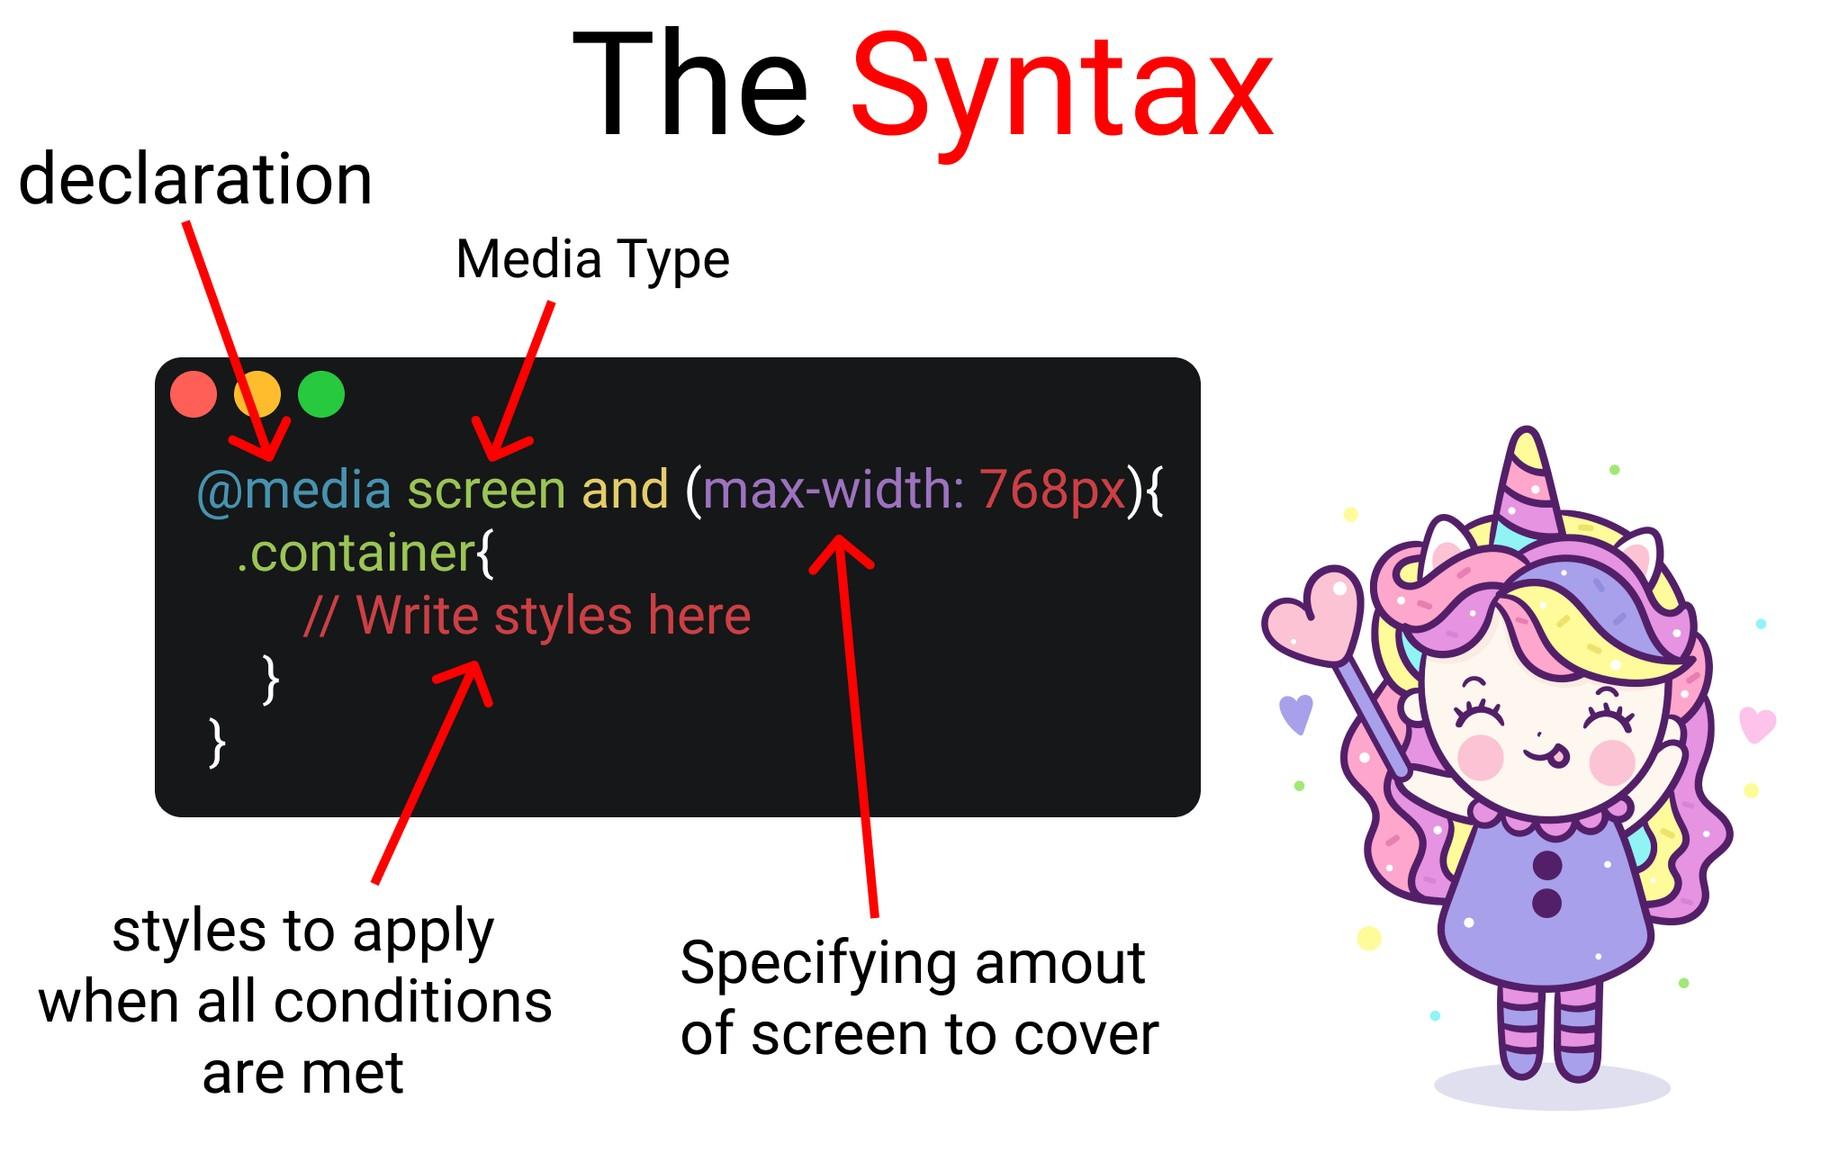 The Syntax
declaration
Media Type
@media screen and (max-width: 768px){
.container{
// Write styles here
}
}
styles to apply
when all conditions
are met
Specifying amout
of screen to cover